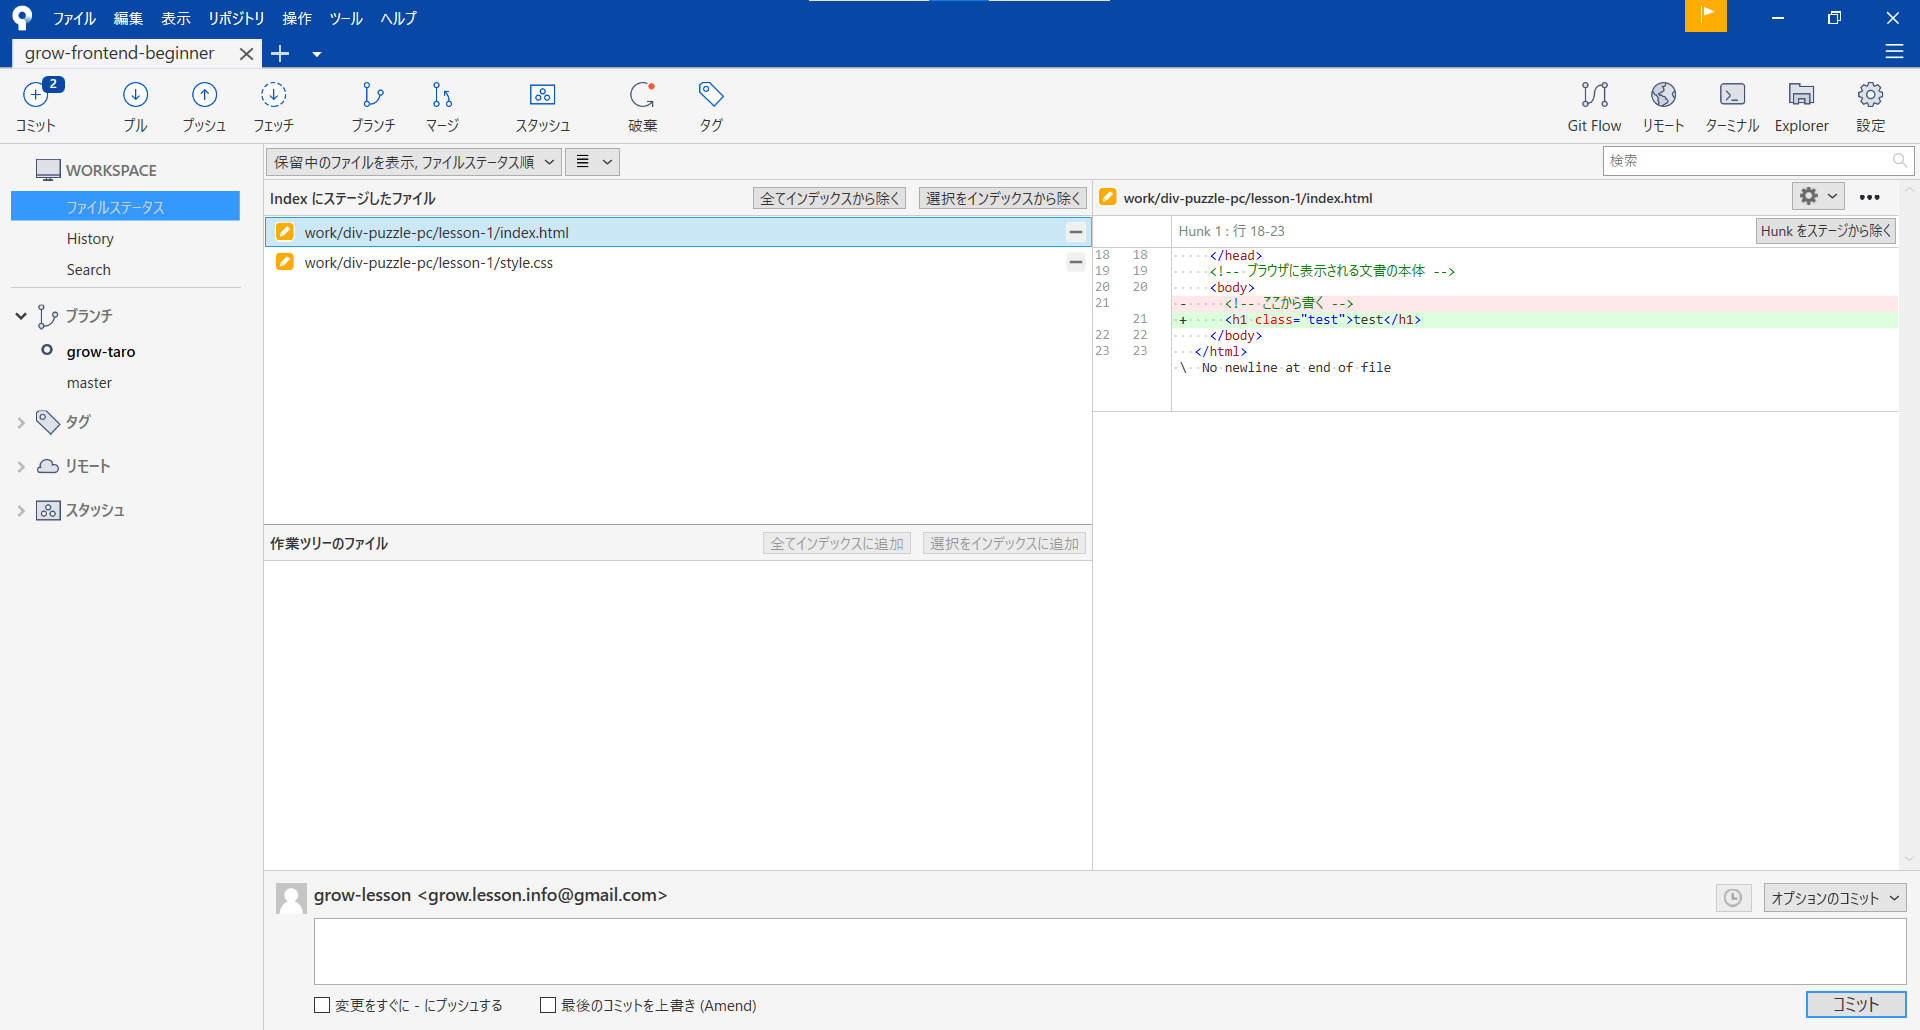 ファイル 編集 表示 リポジトリ 操作 ツール ヘルプ
grow-frontend-beginner
2
コミット プル プッシュ フェッチ ブランチ マージ スタッシュ 破棄 タグ Git Flow リモート ターミナル Explorer 設定
WORKSPACE
ファイルステータス
History
Search
ブランチ
grow-taro
master
タグ
リモート
スタッシュ
保留中のファイルを表示, ファイルステータス順
検索
Index にステージしたファイル 全てインデックスから除く 選択をインデックスから除く
work/div-puzzle-pc/lesson-1/index.html
work/div-puzzle-pc/lesson-1/style.css
作業ツリーのファイル 全てインデックスに追加 選択をインデックスに追加
work/div-puzzle-pc/lesson-1/index.html
Hunk 1 : 行 18-23 Hunk をステージから除く
18 18 </head>
19 19 <!-- ブラウザに表示される文書の本体 -->
20 20 <body>
21 - <!-- ここから書く -->
21 + <h1 class="test">test</h1>
22 22 </body>
23 23 </html>
\ No newline at end of file
grow-lesson <grow.lesson.info@gmail.com>
オプションのコミット
変更をすぐに - にプッシュする 最後のコミットを上書き (Amend)
コミット